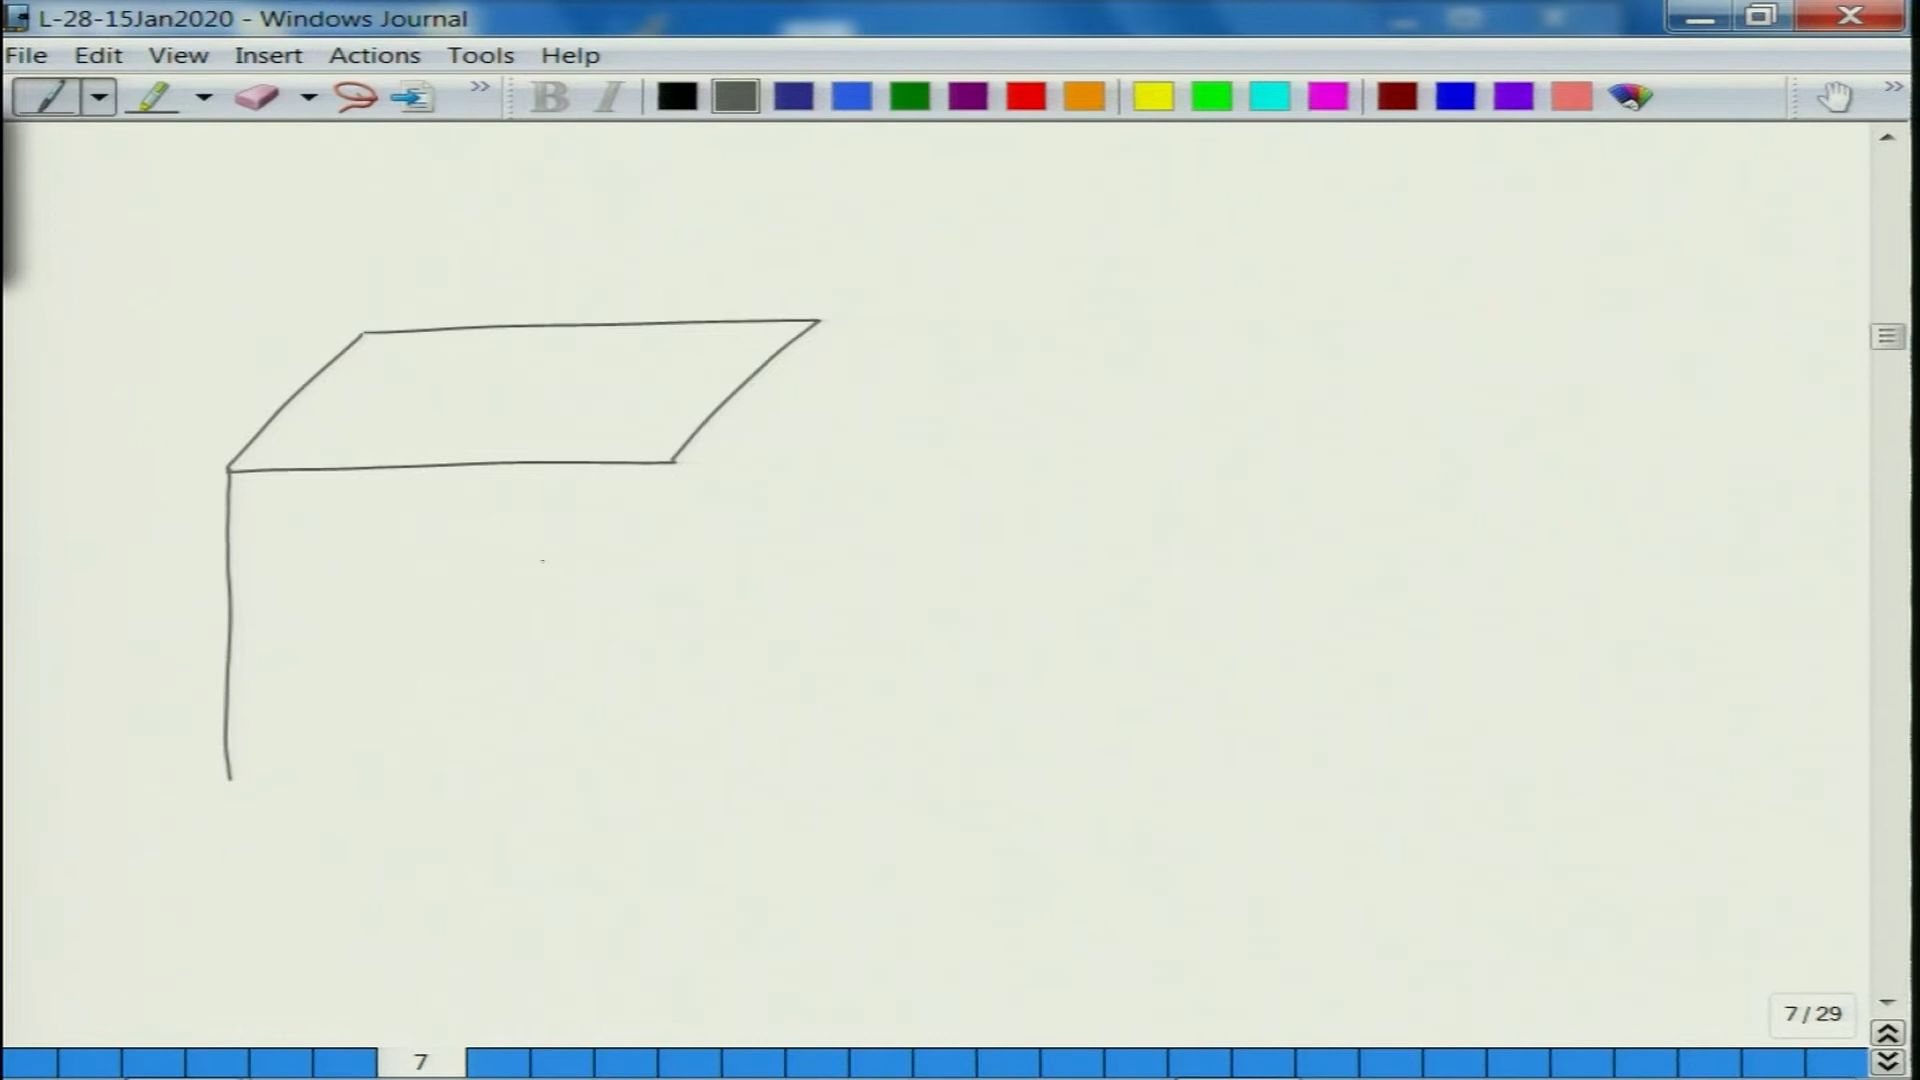 L-28-15Jan2020 - Windows Journal
File Edit View Insert Actions Tools Help
B I
7 / 29
7